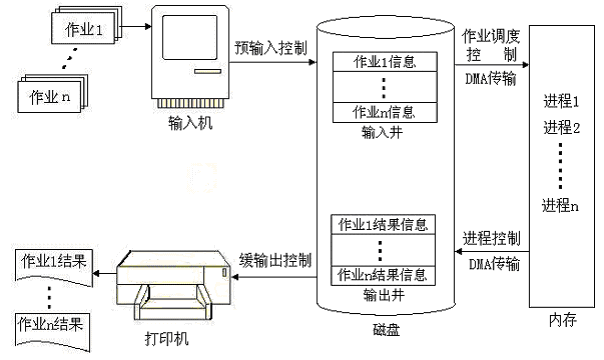 作业1
作业n
输入机
预输入控制
作业1信息
作业n信息
输入井
作业调度
控 制
DMA传输
进程1
进程2
进程n
内存
作业1结果信息
作业n结果信息
输出井
磁盘
进程控制
DMA传输
缓输出控制
打印机
作业1结果
作业n结果